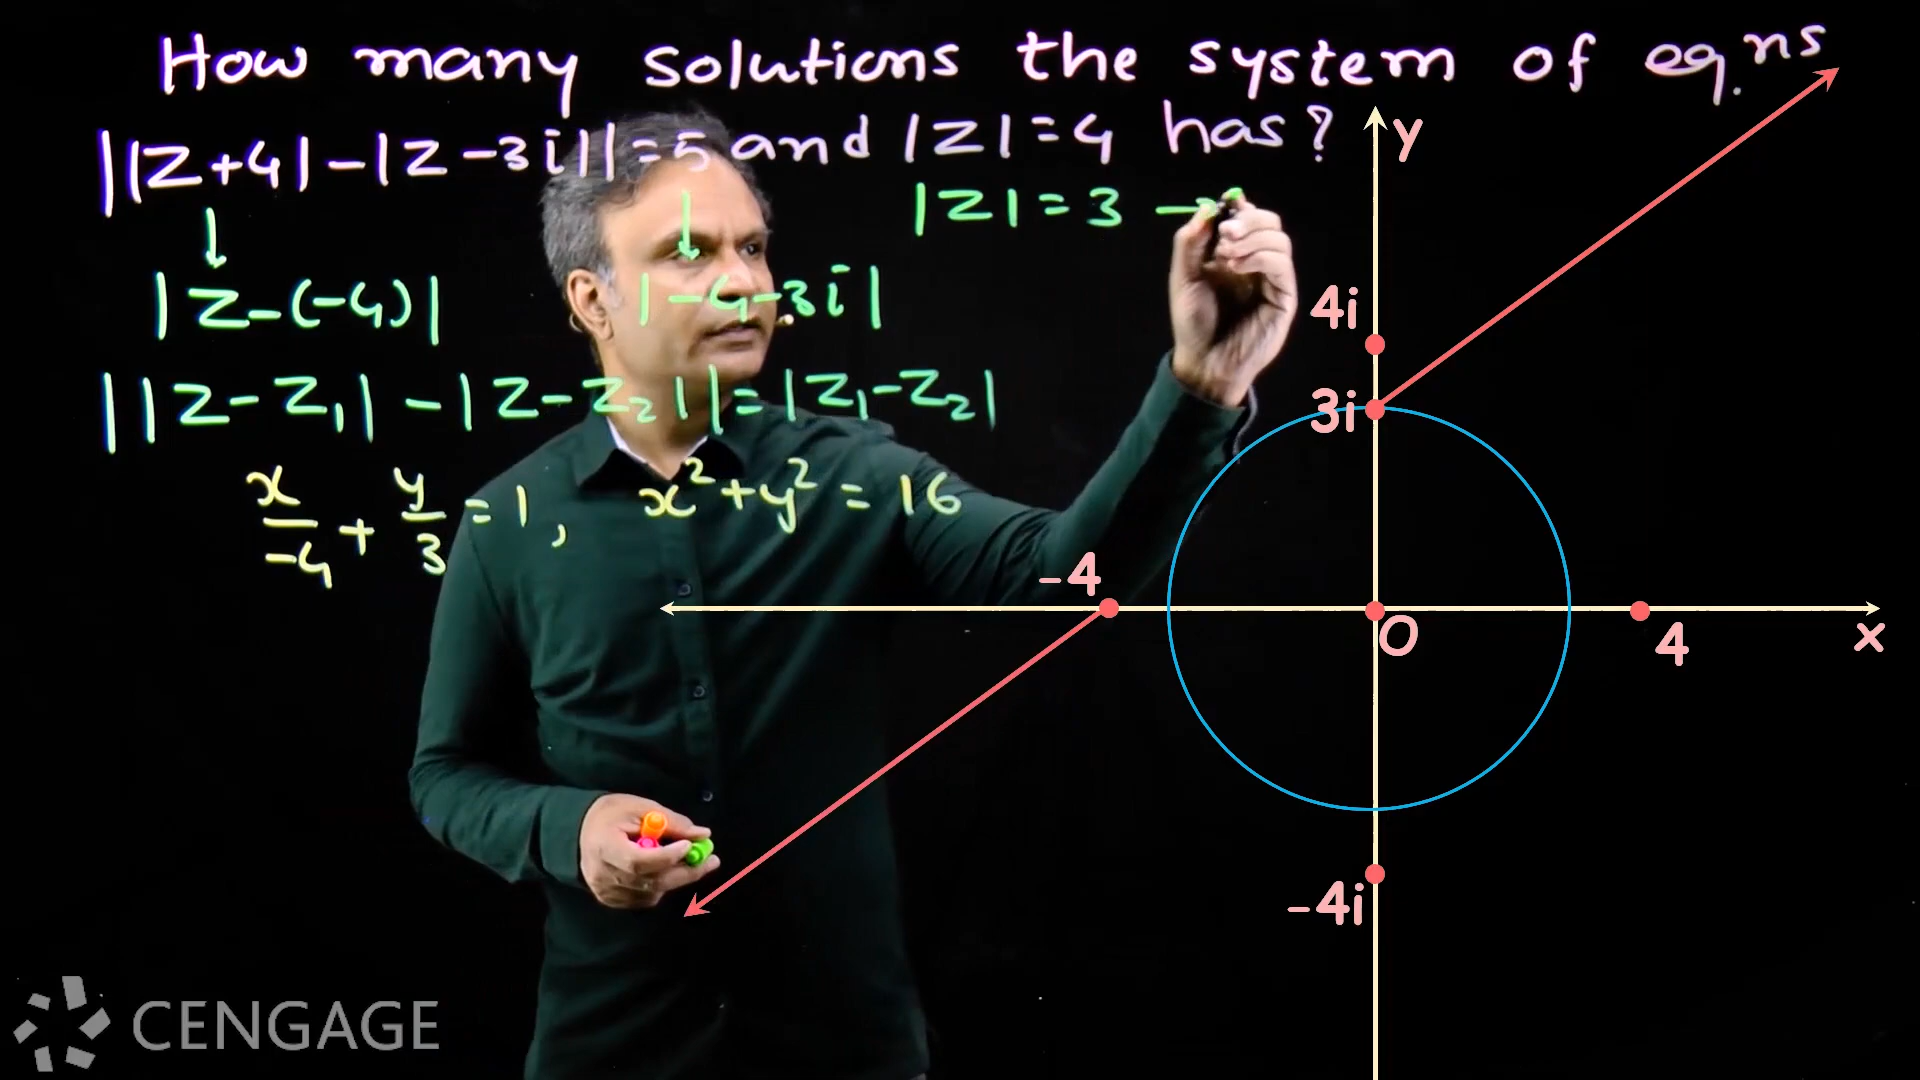 How many solutions the system of eq.ns
||z+4|-|z-3i||=5 and |z|=4 has?
|z|=3 →
|z-(-4)| |-4-3i|
||z-z₁|-|z-z₂||=|z₁-z₂|
x/-4 + y/3 = 1, x²+y²=16
y
4i
3i
-4
O
4
x
-4i
CENGAGE